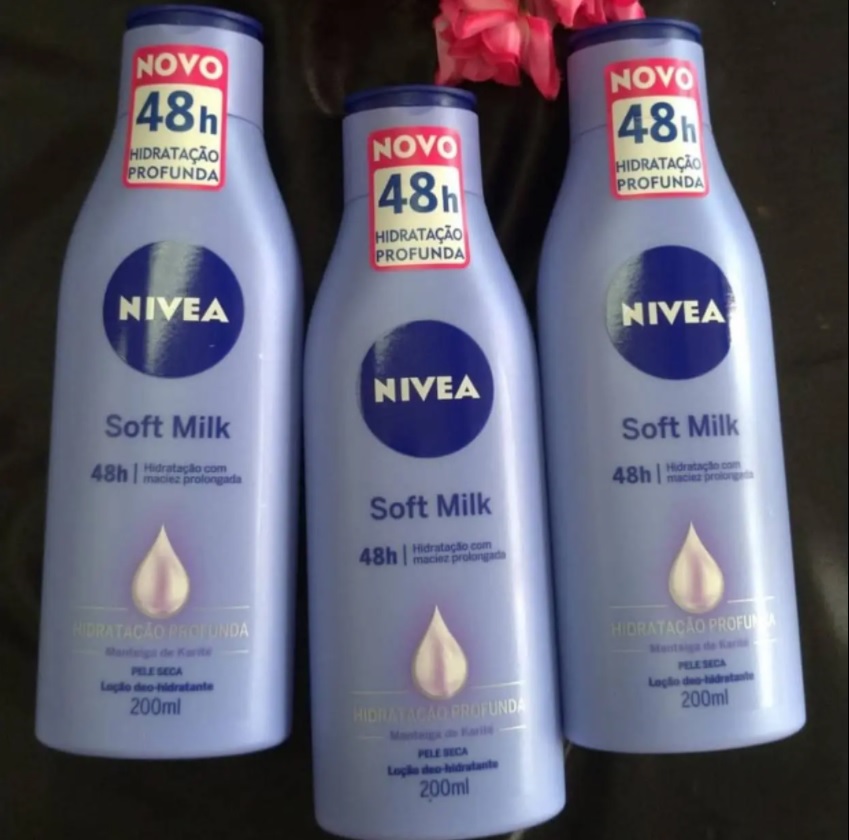 NOVO
48h
HIDRATAÇÃO
PROFUNDA
NIVEA
Soft Milk
48h | Hidratação com
maciez prolongada
HIDRATAÇÃO PROFUNDA
Manteiga de Karité
PELE SECA
Loção deo-hidratante
200ml
NOVO
48h
HIDRATAÇÃO
PROFUNDA
NIVEA
Soft Milk
48h | Hidratação com
maciez prolongada
HIDRATAÇÃO PROFUNDA
Manteiga de Karité
PELE SECA
Loção deo-hidratante
200ml
NOVO
48h
HIDRATAÇÃO
PROFUNDA
NIVEA
Soft Milk
48h | Hidratação com
maciez prolongada
HIDRATAÇÃO PROFUNDA
Manteiga de Karité
PELE SECA
Loção deo-hidratante
200ml